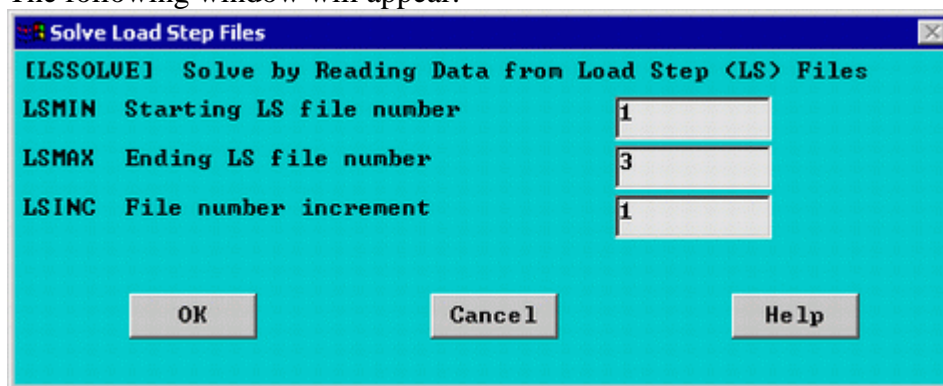 The following window will appear.
Solve Load Step Files
[LSSOLVE] Solve by Reading Data from Load Step (LS) Files
LSMIN Starting LS file number 1
LSMAX Ending LS file number 3
LSINC File number increment 1
OK Cancel Help